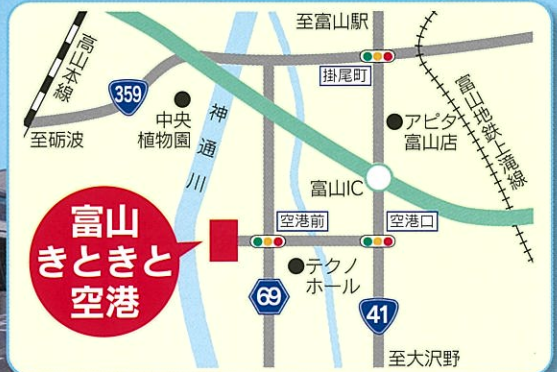 至富山駅
高山本線
掛尾町
359
中央
植物園
至砺波
神通川
アピタ
富山店
富山地鉄上滝線
富山IC
空港前
空港口
富山
きときと
空港
テクノ
ホール
69
41
至大沢野